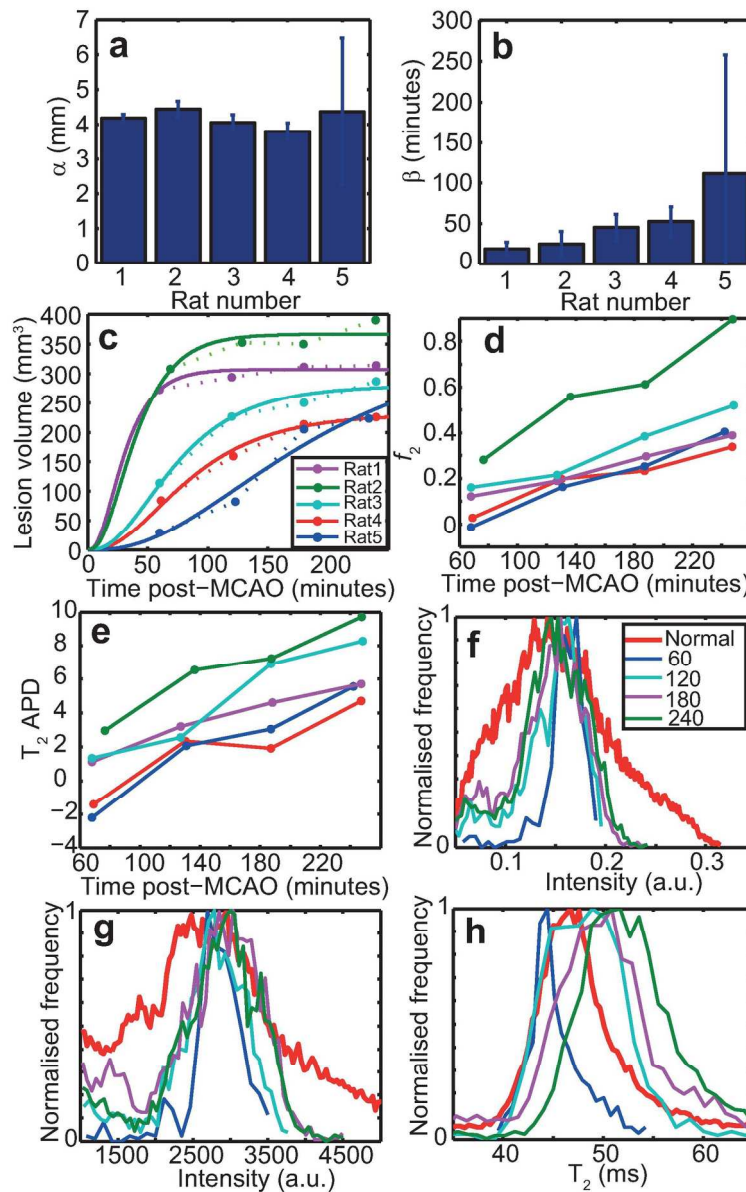 a
α (mm)
7
6
5
4
3
2
1
0
1 2 3 4 5
Rat number
b
β (minutes)
300
250
200
150
100
50
0
1 2 3 4 5
Rat number
c
Lesion volume (mm³)
400
350
300
250
200
150
100
50
0
0 50 100 150 200
Time post−MCAO (minutes)
Rat1
Rat2
Rat3
Rat4
Rat5
d
f₂
0.8
0.6
0.4
0.2
0
60 100 140 180 220
Time post−MCAO (minutes)
e
T₂ APD
10
8
6
4
2
0
−2
−4
60 100 140 180 220
Time post−MCAO (minutes)
f
Normalised frequency
1
0
0.1 0.2 0.3
Intensity (a.u.)
Normal
60
120
180
240
g
Normalised frequency
1
0
1500 2500 3500 4500
Intensity (a.u.)
h
Normalised frequency
1
0
40 50 60
T₂ (ms)